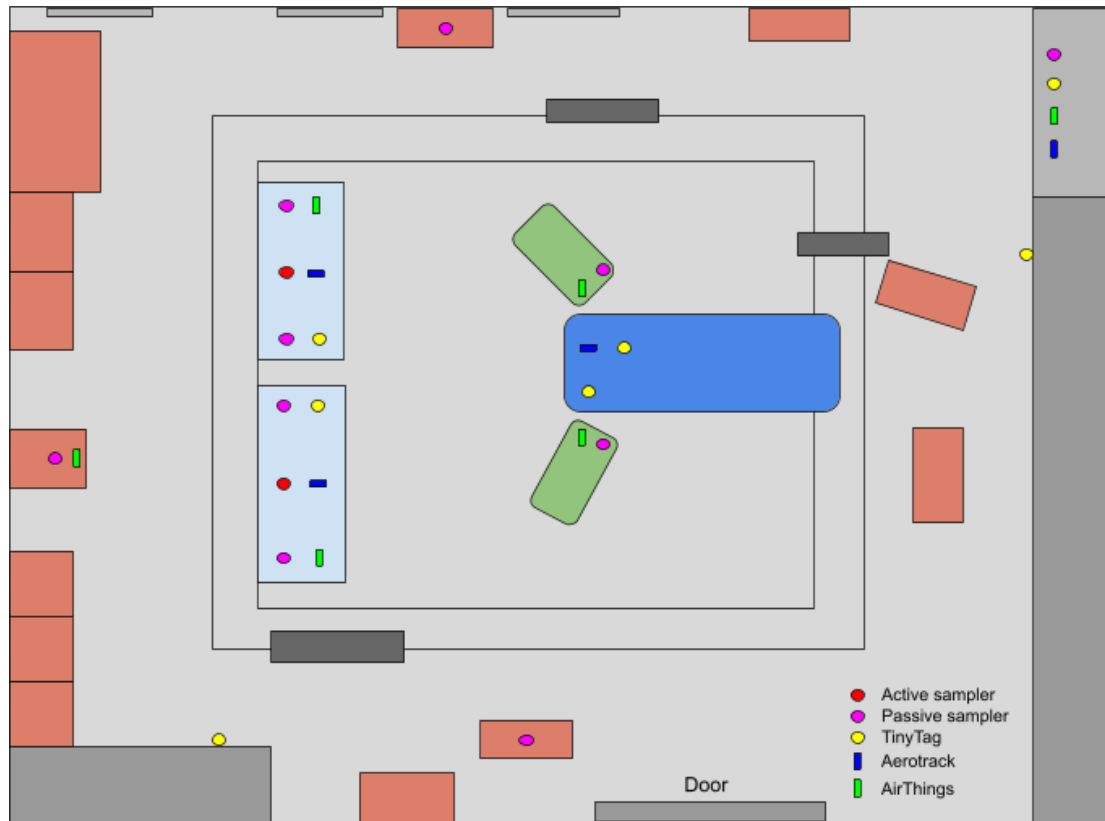 Active sampler
Passive sampler
TinyTag
Aerotrack
Door
AirThings